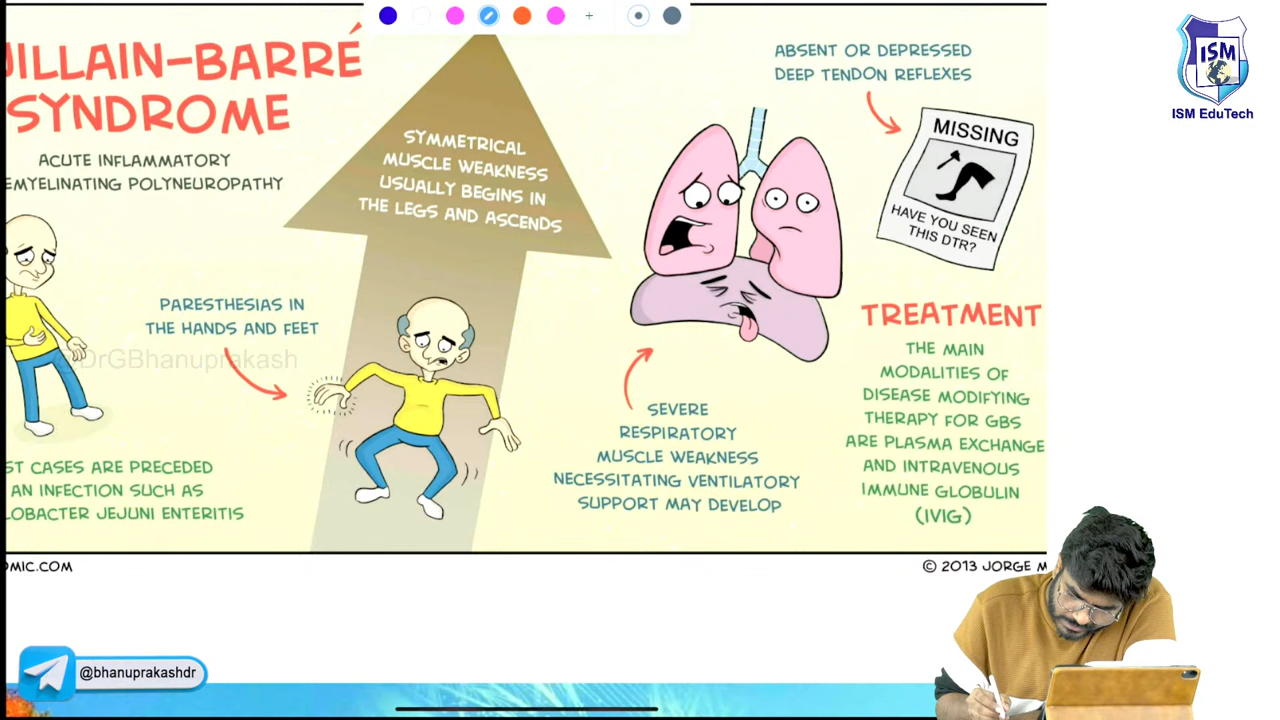 ISM
ISM EduTech
UILLAIN-BARRÉ
SYNDROME
ACUTE INFLAMMATORY
EMYELINATING POLYNEUROPATHY
SYMMETRICAL
MUSCLE WEAKNESS
USUALLY BEGINS IN
THE LEGS AND ASCENDS
PARESTHESIAS IN
THE HANDS AND FEET
@DrGBhanuprakash
ST CASES ARE PRECEDED
AN INFECTION SUCH AS
LOBACTER JEJUNI ENTERITIS
ABSENT OR DEPRESSED
DEEP TENDON REFLEXES
MISSING
HAVE YOU SEEN
THIS DTR?
SEVERE
RESPIRATORY
MUSCLE WEAKNESS
NECESSITATING VENTILATORY
SUPPORT MAY DEVELOP
TREATMENT
THE MAIN
MODALITIES OF
DISEASE MODIFYING
THERAPY FOR GBS
ARE PLASMA EXCHANGE
AND INTRAVENOUS
IMMUNE GLOBULIN
(IVIG)
OMIC.COM
© 2013 JORGE M
@bhanuprakashdr